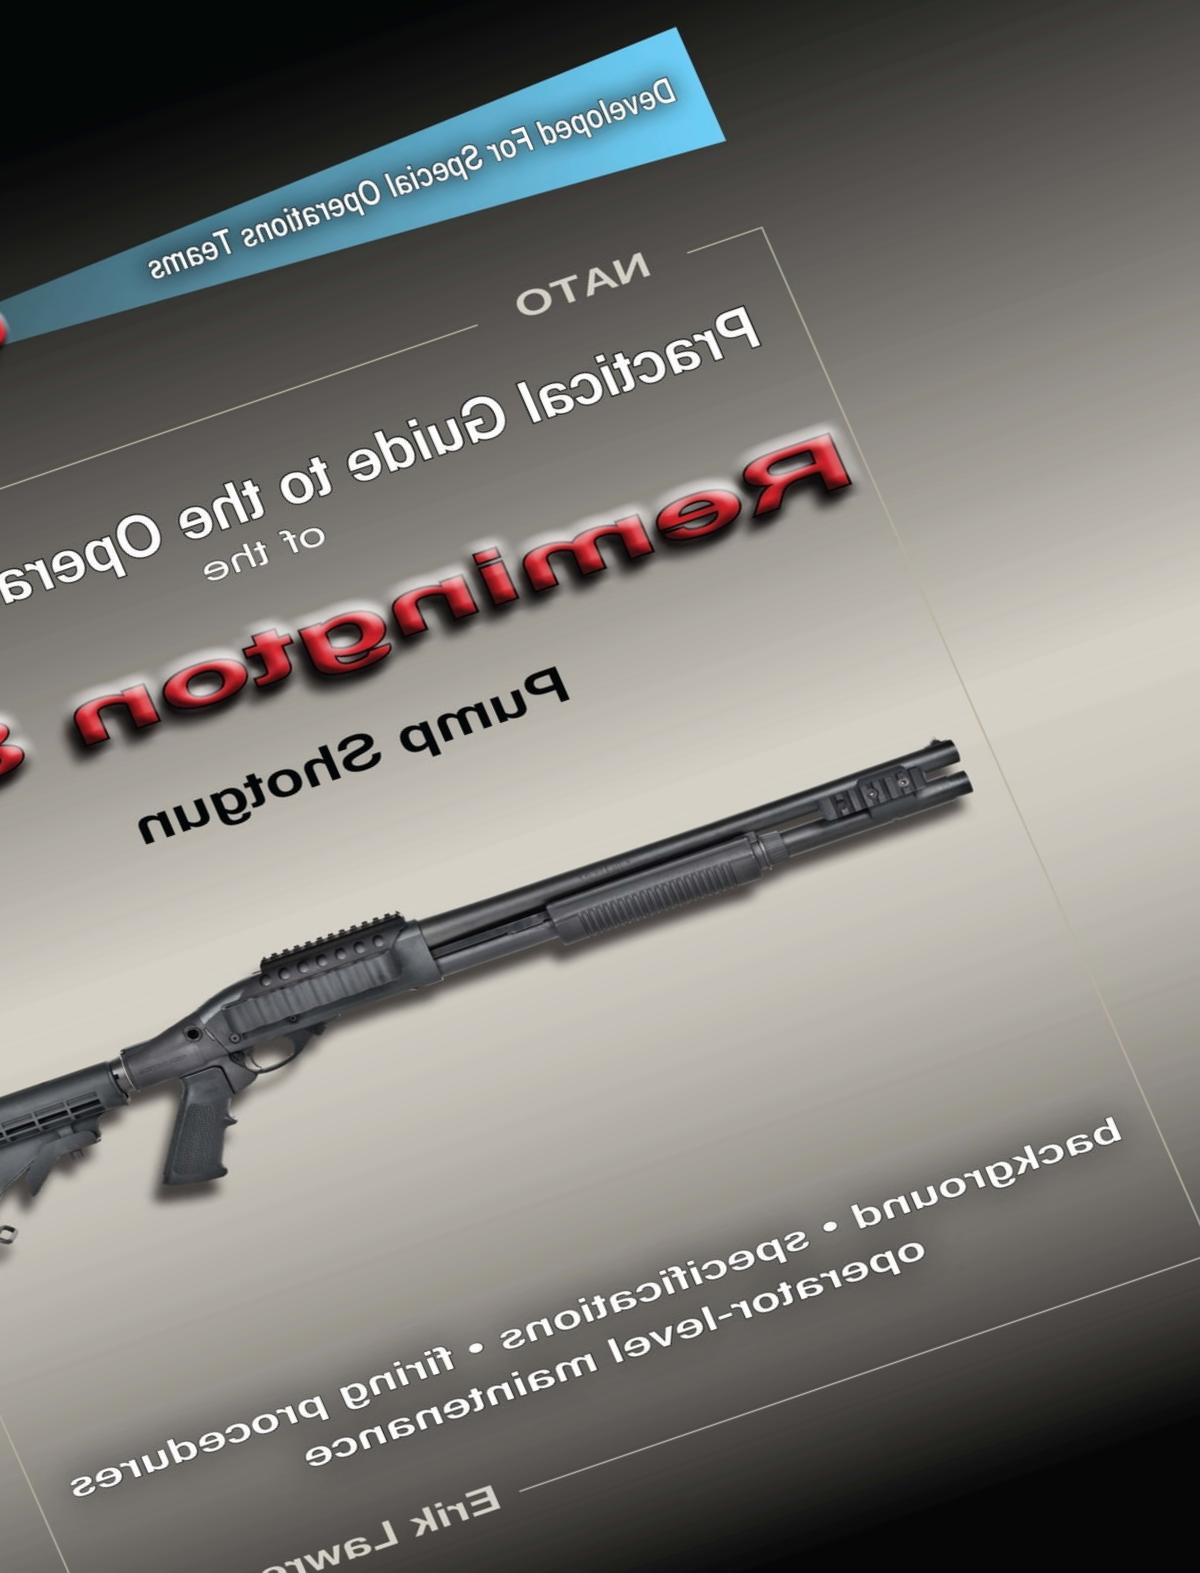 Developed For Special Operations Teams
NATO
Practical Guide to the Opera
of the
Remington
Pump Shotgun
background • specifications • firing procedures
operator-level maintenance
Erik Lawre